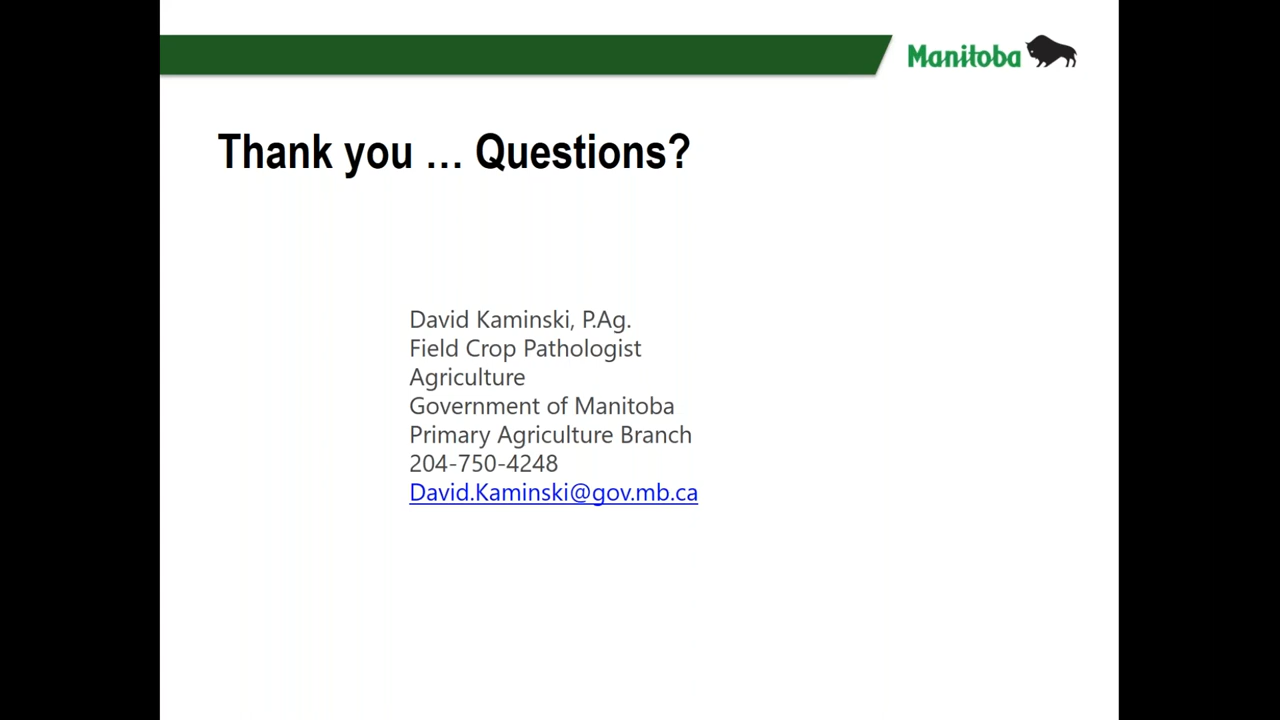 Manitoba
Thank you … Questions?
David Kaminski, P.Ag.
Field Crop Pathologist
Agriculture
Government of Manitoba
Primary Agriculture Branch
204-750-4248
David.Kaminski@gov.mb.ca